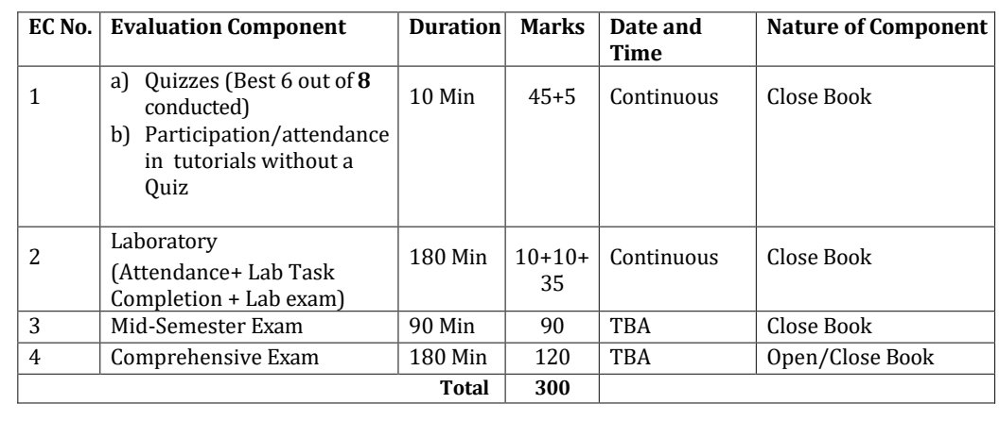 EC No. Evaluation Component Duration Marks Date and Time Nature of Component
1 a) Quizzes (Best 6 out of 8 conducted) 10 Min 45+5 Continuous Close Book
b) Participation/attendance
in tutorials without a
Quiz
2 Laboratory 180 Min 10+10+ 35 Continuous Close Book
(Attendance+ Lab Task
Completion + Lab exam)
3 Mid-Semester Exam 90 Min 90 TBA Close Book
4 Comprehensive Exam 180 Min 120 TBA Open/Close Book
Total 300